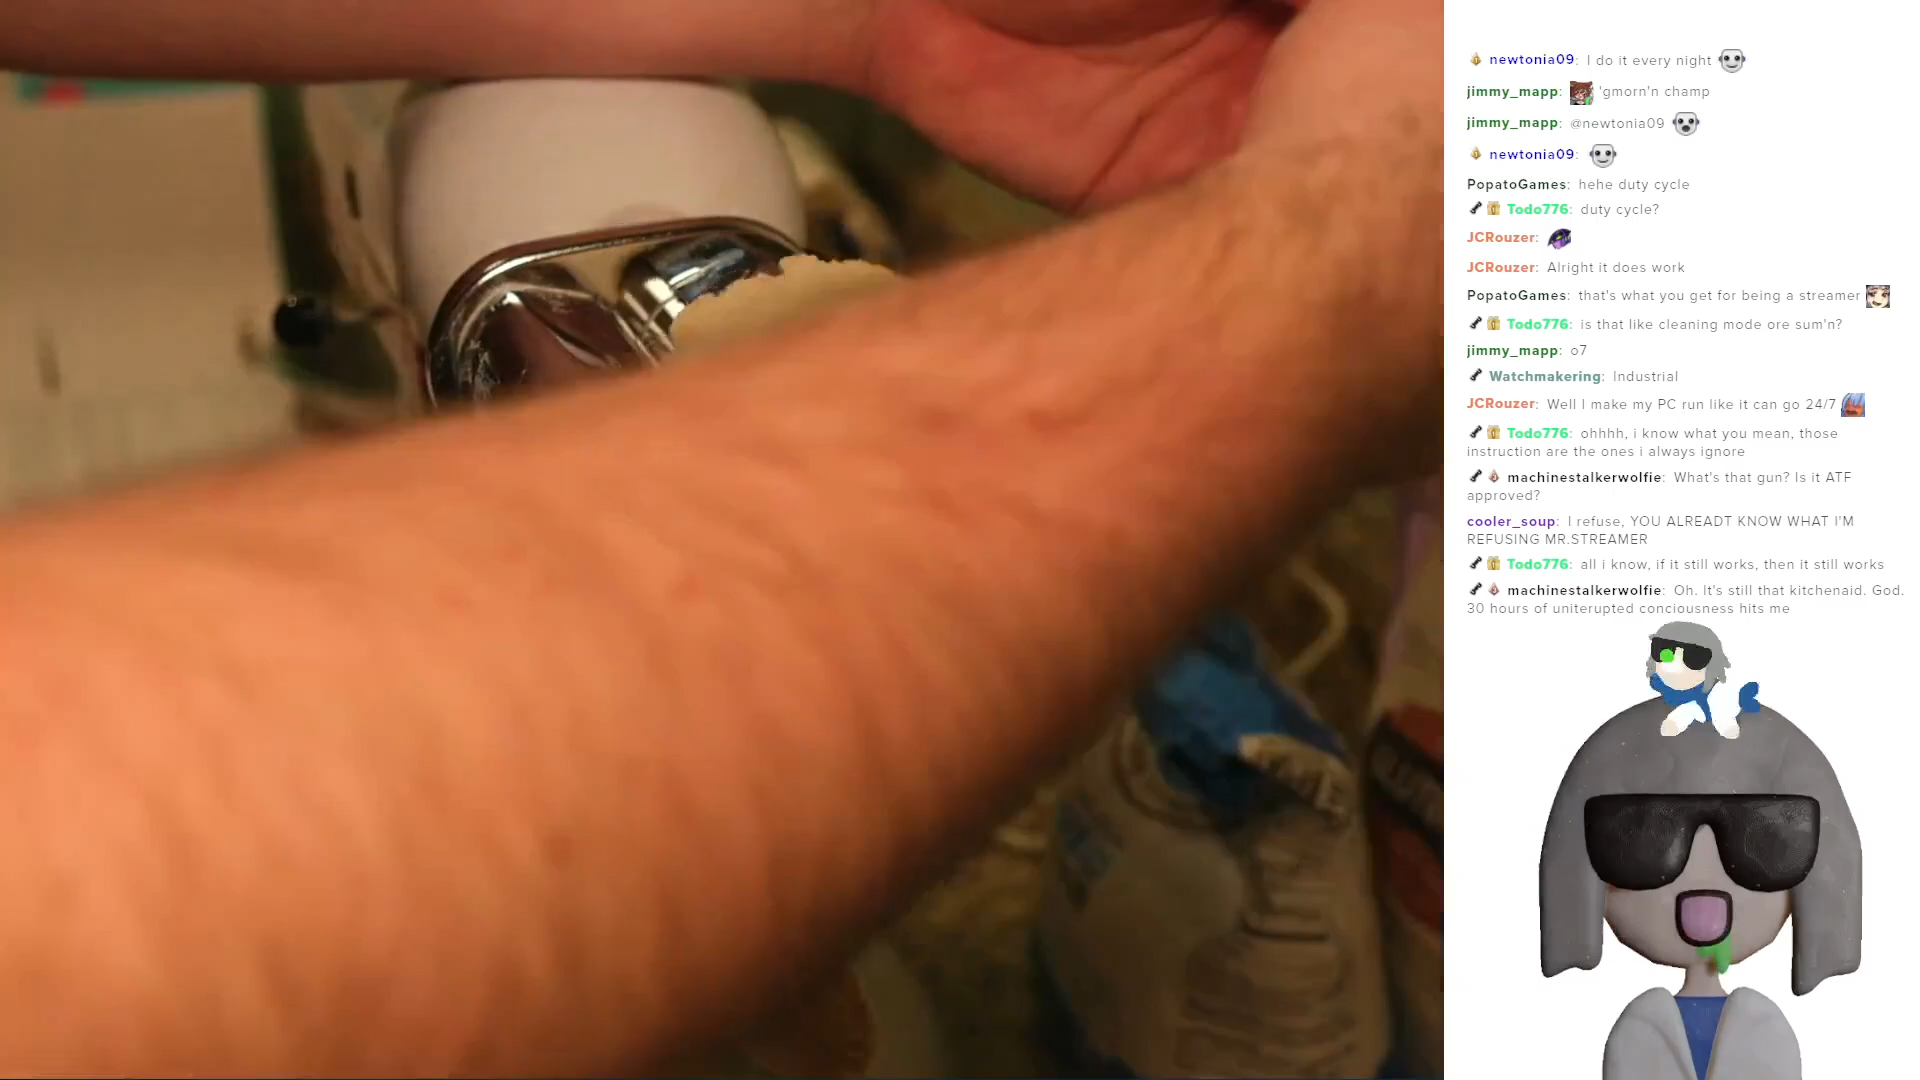 newtonia09: I do it every night
jimmy_mapp: 'gmorn'n champ
jimmy_mapp: @newtonia09
newtonia09:
PopatoGames: hehe duty cycle
Todo776: duty cycle?
JCRouzer:
JCRouzer: Alright it does work
PopatoGames: that's what you get for being a streamer
Todo776: is that like cleaning mode ore sum'n?
jimmy_mapp: o7
Watchmakering: Industrial
JCRouzer: Well I make my PC run like it can go 24/7
Todo776: ohhhh, i know what you mean, those
instruction are the ones i always ignore
machinestalkerwolfie: What's that gun? Is it ATF
approved?
cooler_soup: I refuse, YOU ALREADT KNOW WHAT I'M
REFUSING MR.STREAMER
Todo776: all i know, if it still works, then it still works
machinestalkerwolfie: Oh. It's still that kitchenaid. God.
30 hours of uniterupted conciousness hits me